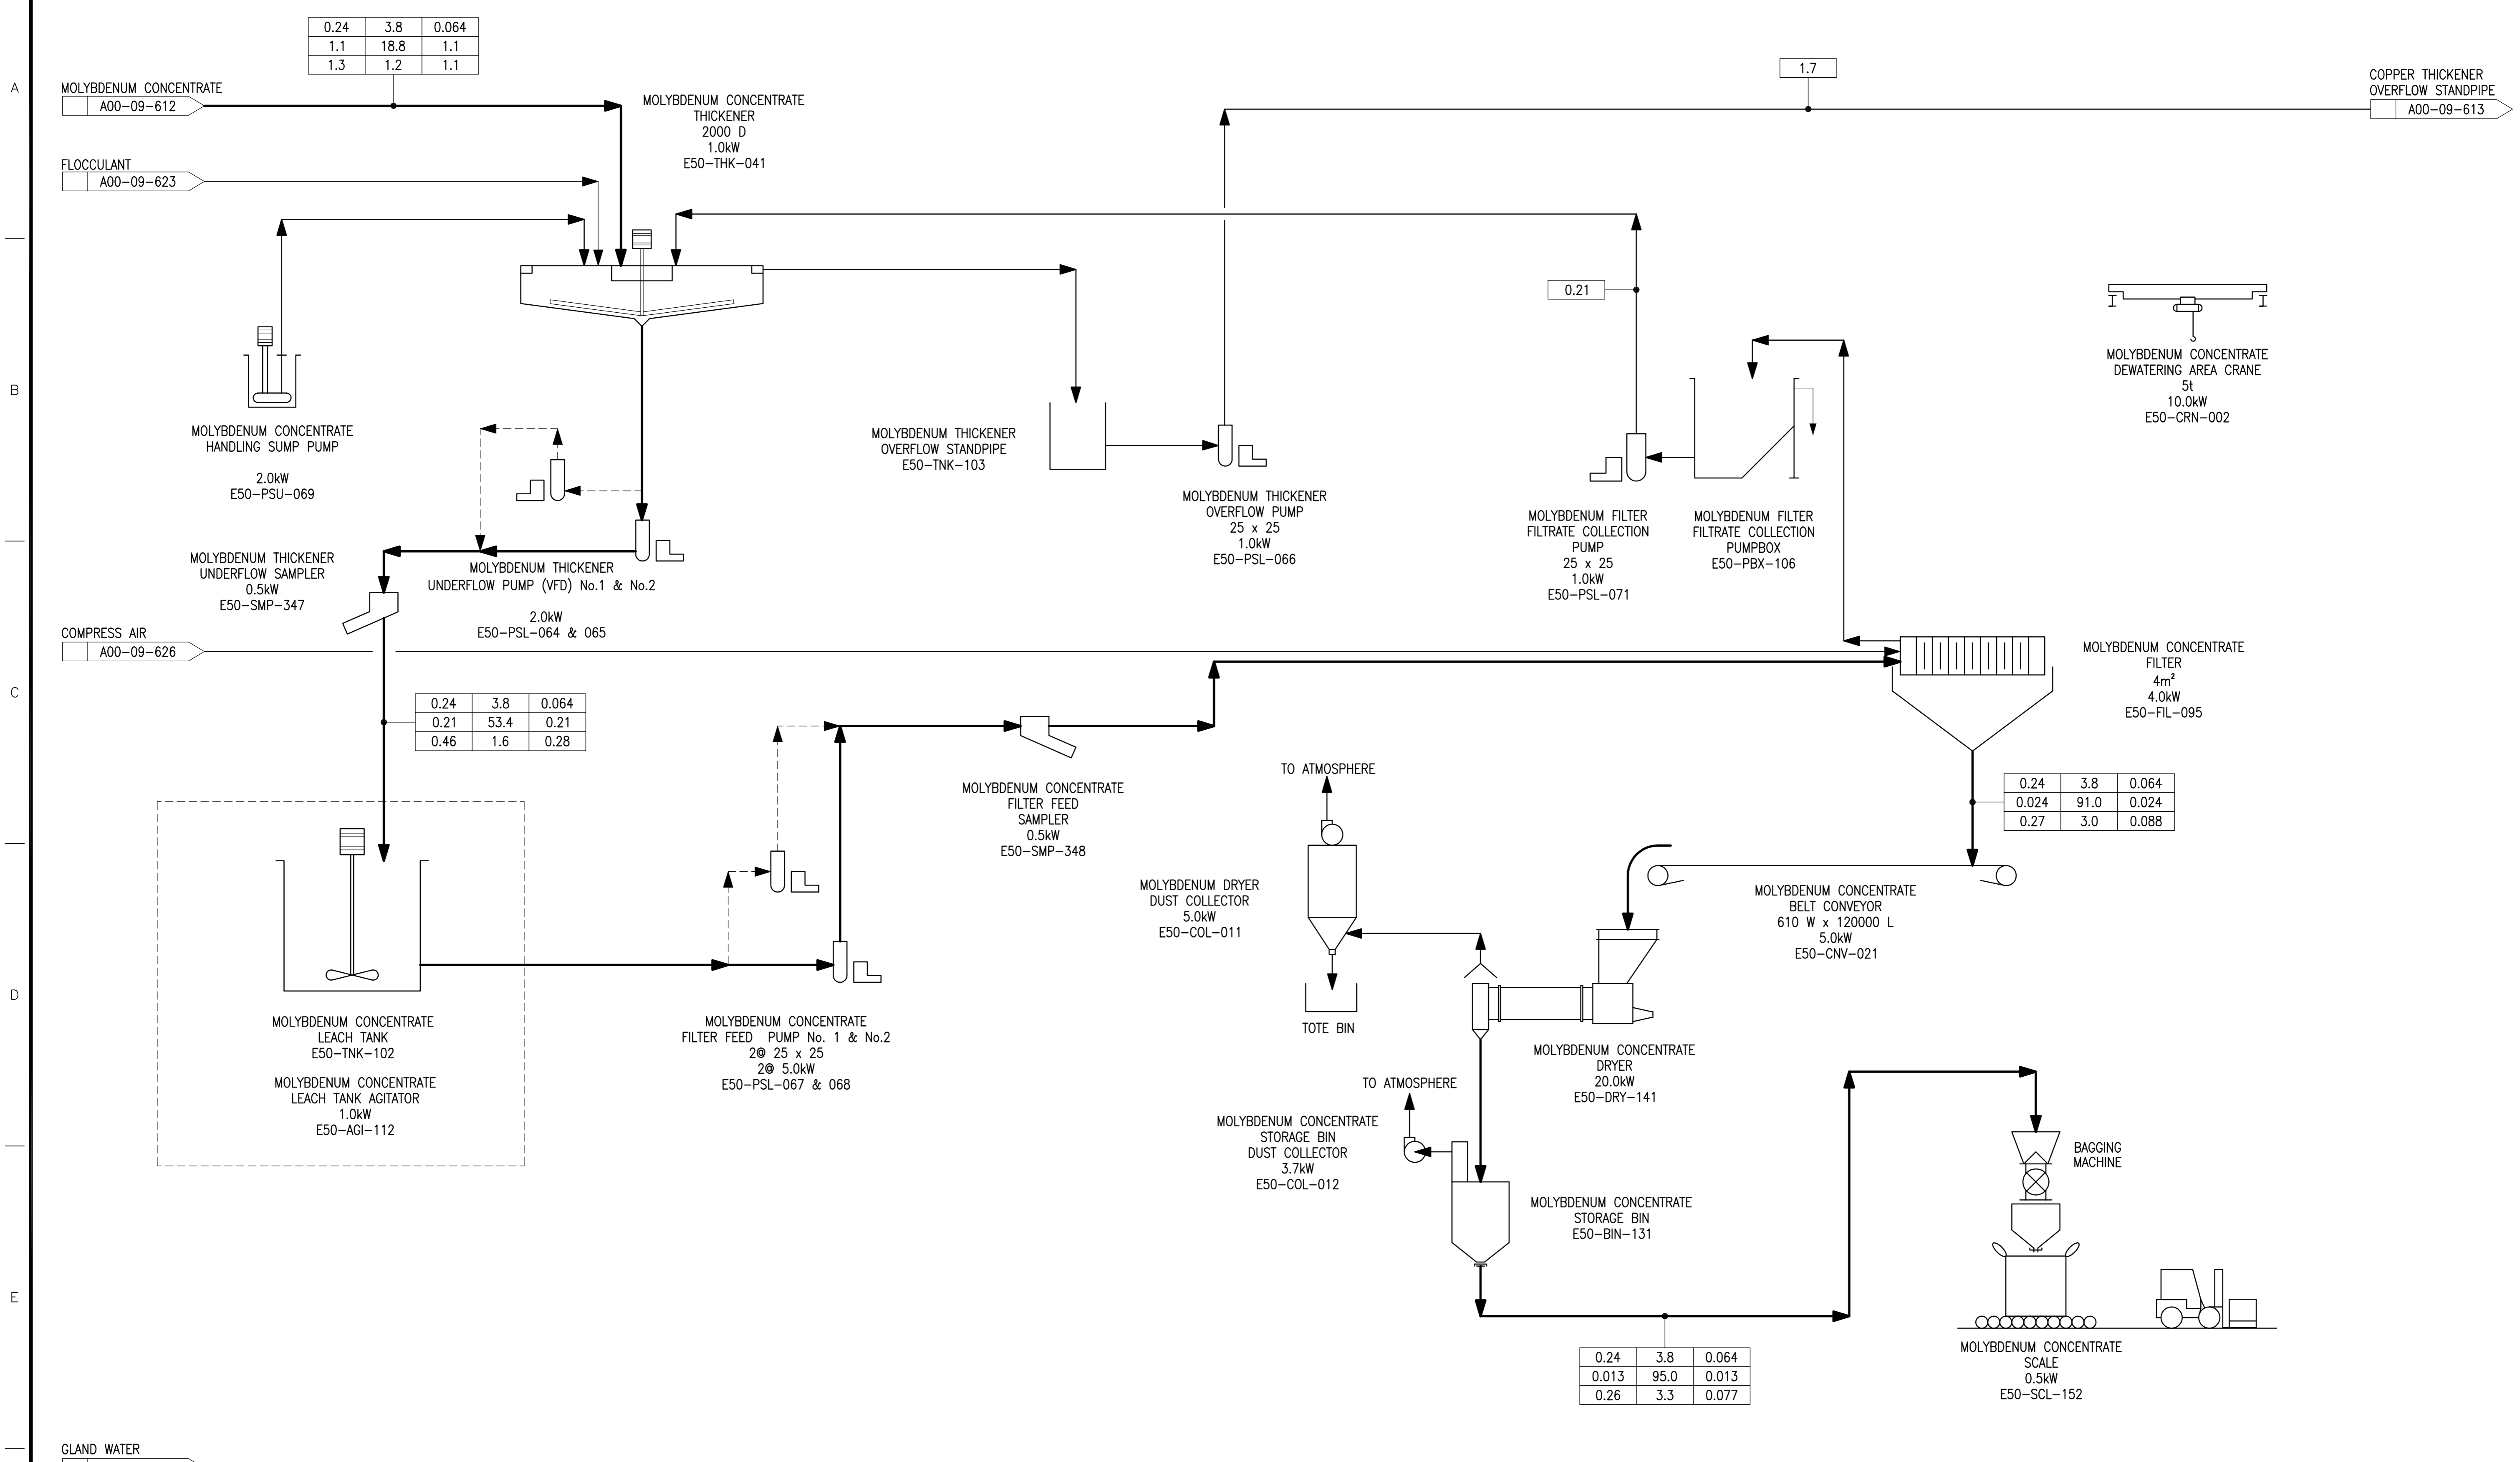 0.24 3.8 0.064
1.1 18.8 1.1
1.3 1.2 1.1
1.7
A
MOLYBDENUM CONCENTRATE
A00-09-612
COPPER THICKENER
OVERFLOW STANDPIPE
A00-09-613
MOLYBDENUM CONCENTRATE
THICKENER
2000 D
1.0kW
E50-THK-041
FLOCCULANT
A00-09-623
0.21
B
MOLYBDENUM CONCENTRATE
DEWATERING AREA CRANE
5t
10.0kW
E50-CRN-002
MOLYBDENUM CONCENTRATE
HANDLING SUMP PUMP
2.0kW
E50-PSU-069
MOLYBDENUM THICKENER
OVERFLOW STANDPIPE
E50-TNK-103
MOLYBDENUM THICKENER
OVERFLOW PUMP
25 x 25
1.0kW
E50-PSL-066
MOLYBDENUM FILTER
FILTRATE COLLECTION
PUMP
25 x 25
1.0kW
E50-PSL-071
MOLYBDENUM FILTER
FILTRATE COLLECTION
PUMPBOX
E50-PBX-106
MOLYBDENUM THICKENER
UNDERFLOW SAMPLER
0.5kW
E50-SMP-347
MOLYBDENUM THICKENER
UNDERFLOW PUMP (VFD) No.1 & No.2
2.0kW
E50-PSL-064 & 065
COMPRESS AIR
A00-09-626
C
MOLYBDENUM CONCENTRATE
FILTER
4m²
4.0kW
E50-FIL-095
0.24 3.8 0.064
0.21 53.4 0.21
0.46 1.6 0.28
MOLYBDENUM CONCENTRATE
FILTER FEED
SAMPLER
0.5kW
E50-SMP-348
TO ATMOSPHERE
0.24 3.8 0.064
0.024 91.0 0.024
0.27 3.0 0.088
MOLYBDENUM DRYER
DUST COLLECTOR
5.0kW
E50-COL-011
MOLYBDENUM CONCENTRATE
BELT CONVEYOR
610 W x 120000 L
5.0kW
E50-CNV-021
D
TOTE BIN
MOLYBDENUM CONCENTRATE
LEACH TANK
E50-TNK-102
MOLYBDENUM CONCENTRATE
LEACH TANK AGITATOR
1.0kW
E50-AGI-112
MOLYBDENUM CONCENTRATE
FILTER FEED PUMP No. 1 & No.2
2@ 25 x 25
2@ 5.0kW
E50-PSL-067 & 068
MOLYBDENUM CONCENTRATE
DRYER
20.0kW
E50-DRY-141
TO ATMOSPHERE
MOLYBDENUM CONCENTRATE
STORAGE BIN
DUST COLLECTOR
3.7kW
E50-COL-012
BAGGING
MACHINE
MOLYBDENUM CONCENTRATE
STORAGE BIN
E50-BIN-131
E
0.24 3.8 0.064
0.013 95.0 0.013
0.26 3.3 0.077
MOLYBDENUM CONCENTRATE
SCALE
0.5kW
E50-SCL-152
GLAND WATER